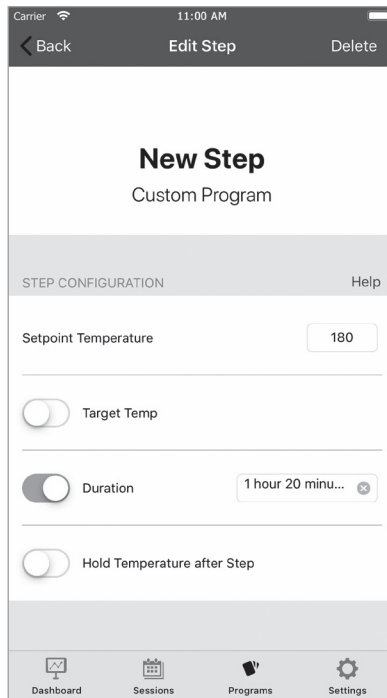 Carrier 11:00 AM
Back Edit Step Delete
New Step
Custom Program
STEP CONFIGURATION Help
Setpoint Temperature 180
Target Temp
Duration 1 hour 20 minu...
Hold Temperature after Step
Dashboard Sessions Programs Settings